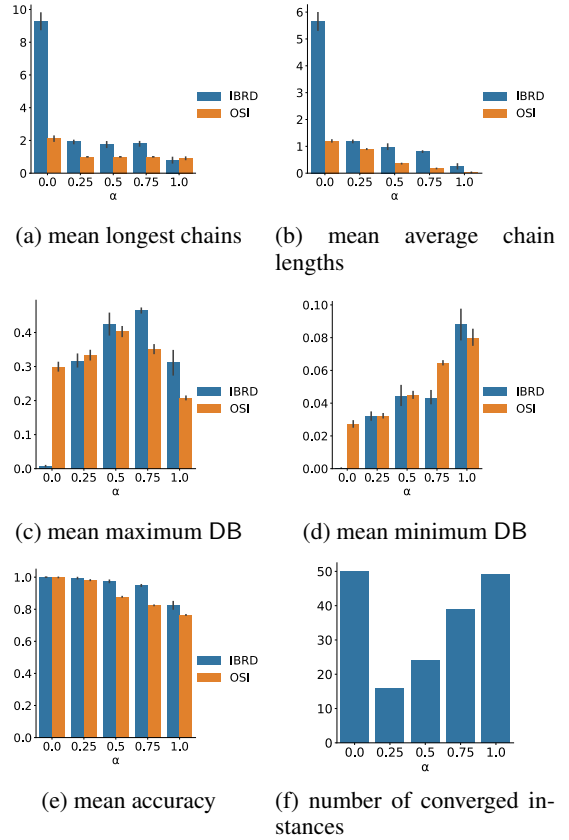 10
8
6
4
2
0
0.0 0.25 0.5 0.75 1.0
α
IBRD
OSI
(a) mean longest chains
6
5
4
3
2
1
0
0.0 0.25 0.5 0.75 1.0
α
IBRD
OSI
(b) mean average chain
lengths
0.4
0.3
0.2
0.1
0.0
0.0 0.25 0.5 0.75 1.0
α
IBRD
OSI
(c) mean maximum DB
0.10
0.08
0.06
0.04
0.02
0.00
0.0 0.25 0.5 0.75 1.0
α
IBRD
OSI
(d) mean minimum DB
1.0
0.8
0.6
0.4
0.2
0.0
0.0 0.25 0.5 0.75 1.0
α
IBRD
OSI
(e) mean accuracy
50
40
30
20
10
0
0.0 0.25 0.5 0.75 1.0
α
(f) number of converged in-
stances